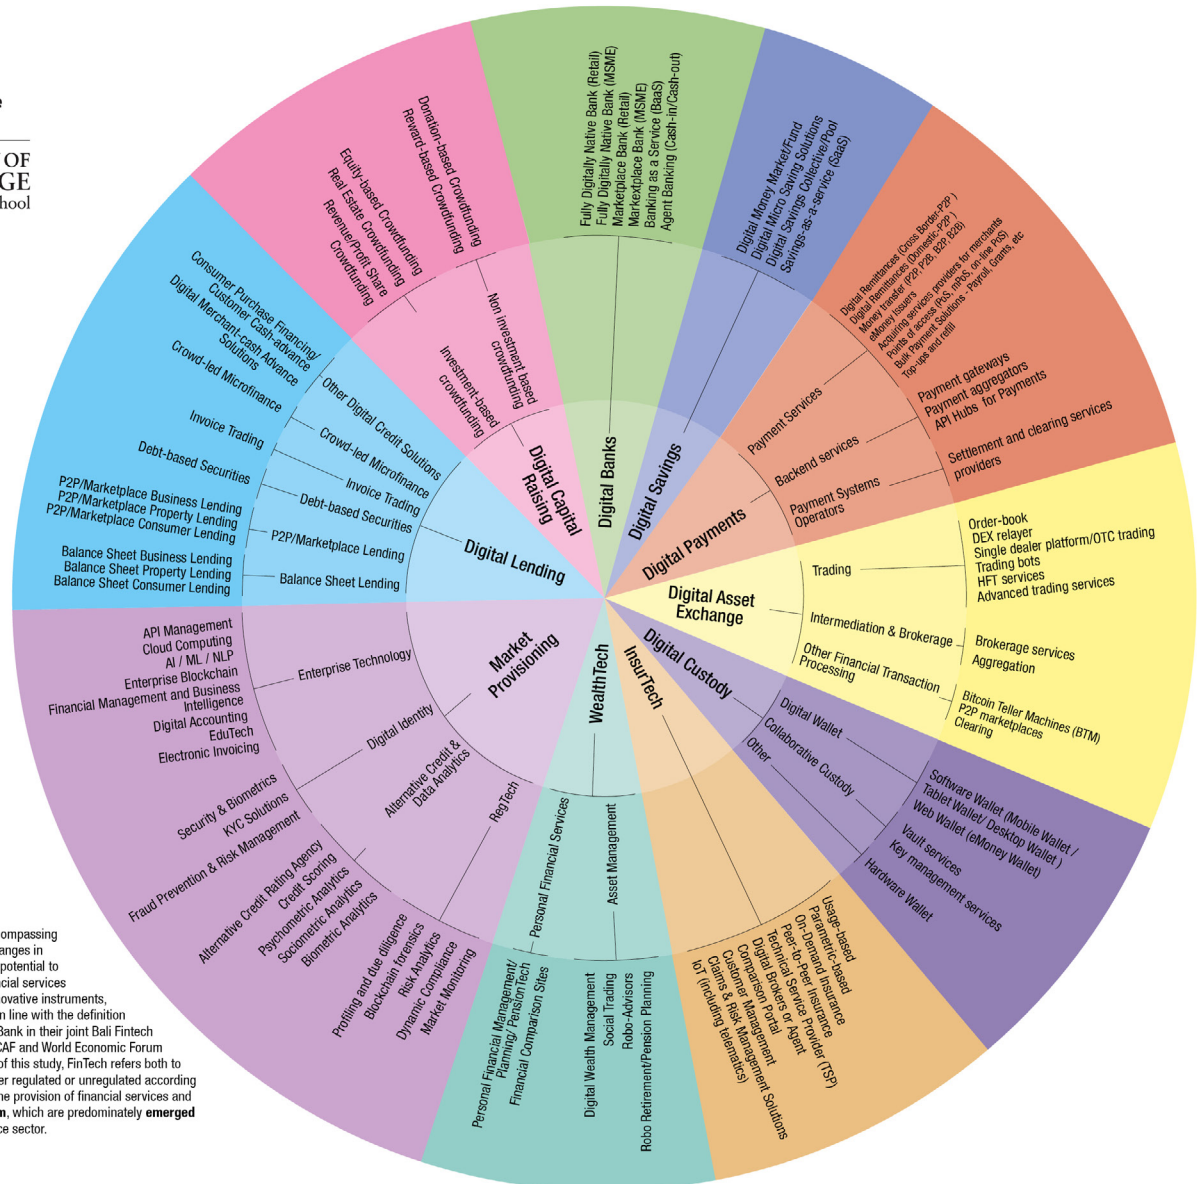 OF
GE
hool
Digital Banks
Fully Digitally Native Bank (Retail)
Fully Digitally Native Bank (MSME)
Marketplace Bank (Retail)
Markextplace Bank (MSME)
Banking as a Service (BaaS)
Agent Banking (Cash-in/Cash-out)
Digital Savings
Digital Money Market/Fund
Digital Micro Saving Solutions
Digital Savings Collective/Pool
Savings-as-a-service (SaaS)
Digital Payments
Payment Services
Digital Remittances (Cross Border-P2P )
Digital Remittances (Domestic-P2P )
Money transfer (P2P, P2B, B2P, B2B)
eMoney Issuers
Acquiring services providers for merchants
Points of access (PoS, mPoS, on-line PoS)
Bulk Payment Solutions - Payroll, Grants, etc
Top-ups and refill
Backend services
Payment gateways
Payment aggregators
API Hubs for Payments
Payment Systems
Operators
Settlement and clearing services
providers
Digital Asset
Exchange
Trading
Order-book
DEX relayer
Single dealer platform/OTC trading
Trading bots
HFT services
Advanced trading services
Intermediation & Brokerage
Brokerage services
Aggregation
Other Financial Transaction
Processing
Bitcoin Teller Machines (BTM)
P2P marketplaces
Clearing
Digital Custody
Digital Wallet
Software Wallet (Mobile Wallet /
Tablet Wallet/ Desktop Wallet )
Web Wallet (eMoney Wallet)
Collaborative Custody
Vault services
Key management services
Other
Hardware Wallet
InsurTech
Usage-based
Parametric-based
On-Demand Insurance
Peer-to-Peer Insurance
Technical Service Provider (TSP)
Digital Brokers or Agent
Comparison Portal
Customer Management
Claims & Risk Management Solutions
IoT (including telematics)
WealthTech
Asset Management
Digital Wealth Management
Social Trading
Robo-Advisors
Robo Retirement/Pension Planning
Personal Financial Services
Personal Financial Management/
Planning/ PensionTech
Financial Comparison Sites
Market
Provisioning
RegTech
Profiling and due diligence
Blockchain forensics
Risk Analytics
Dynamic Compliance
Market Monitoring
Alternative Credit &
Data Analytics
Alternative Credit Rating Agency
Credit Scoring
Psychometric Analytics
Sociometric Analytics
Biometric Analytics
Digital Identity
Security & Biometrics
KYC Solutions
Fraud Prevention & Risk Management
Enterprise Technology
API Management
Cloud Computing
AI / ML / NLP
Enterprise Blockchain
Financial Management and Business
Intelligence
Digital Accounting
EduTech
Electronic Invoicing
Digital Lending
Balance Sheet Lending
Balance Sheet Business Lending
Balance Sheet Property Lending
Balance Sheet Consumer Lending
P2P/Marketplace Lending
P2P/Marketplace Business Lending
P2P/Marketplace Property Lending
P2P/Marketplace Consumer Lending
Debt-based Securities
Debt-based Securities
Invoice Trading
Invoice Trading
Crowd-led Microfinance
Crowd-led Microfinance
Other Digital Credit Solutions
Consumer Purchase Financing/
Customer Cash-advance
Digital Merchant-cash Advance
Solutions
Digital Capital
Raising
Investment-based
crowdfunding
Equity-based Crowdfunding
Real Estate Crowdfunding
Revenue/Profit Share
Crowdfunding
Non investment based
crowdfunding
Donation-based Crowdfunding
Reward-based Crowdfunding
ompassing
anges in
potential to
ncial services
novative instruments,
n line with the definition
Bank in their joint Bali Fintech
CAF and World Economic Forum
of this study, FinTech refers both to
er regulated or unregulated according
he provision of financial services and
m, which are predominately emerged
ce sector.